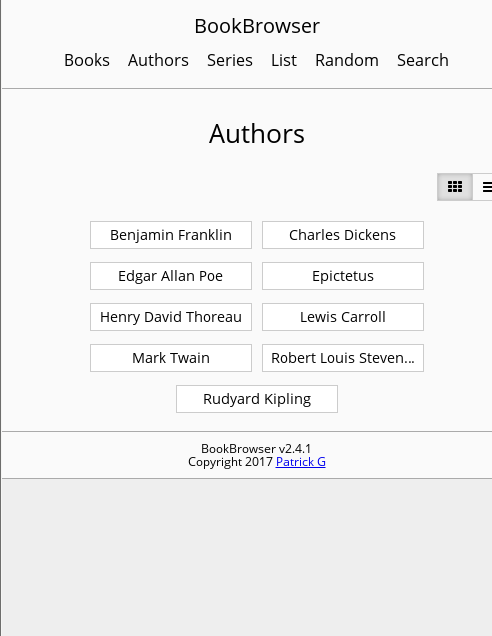 BookBrowser
Books Authors Series List Random Search
Authors
Benjamin Franklin Charles Dickens
Edgar Allan Poe Epictetus
Henry David Thoreau Lewis Carroll
Mark Twain Robert Louis Steven...
Rudyard Kipling
BookBrowser v2.4.1
Copyright 2017 Patrick G